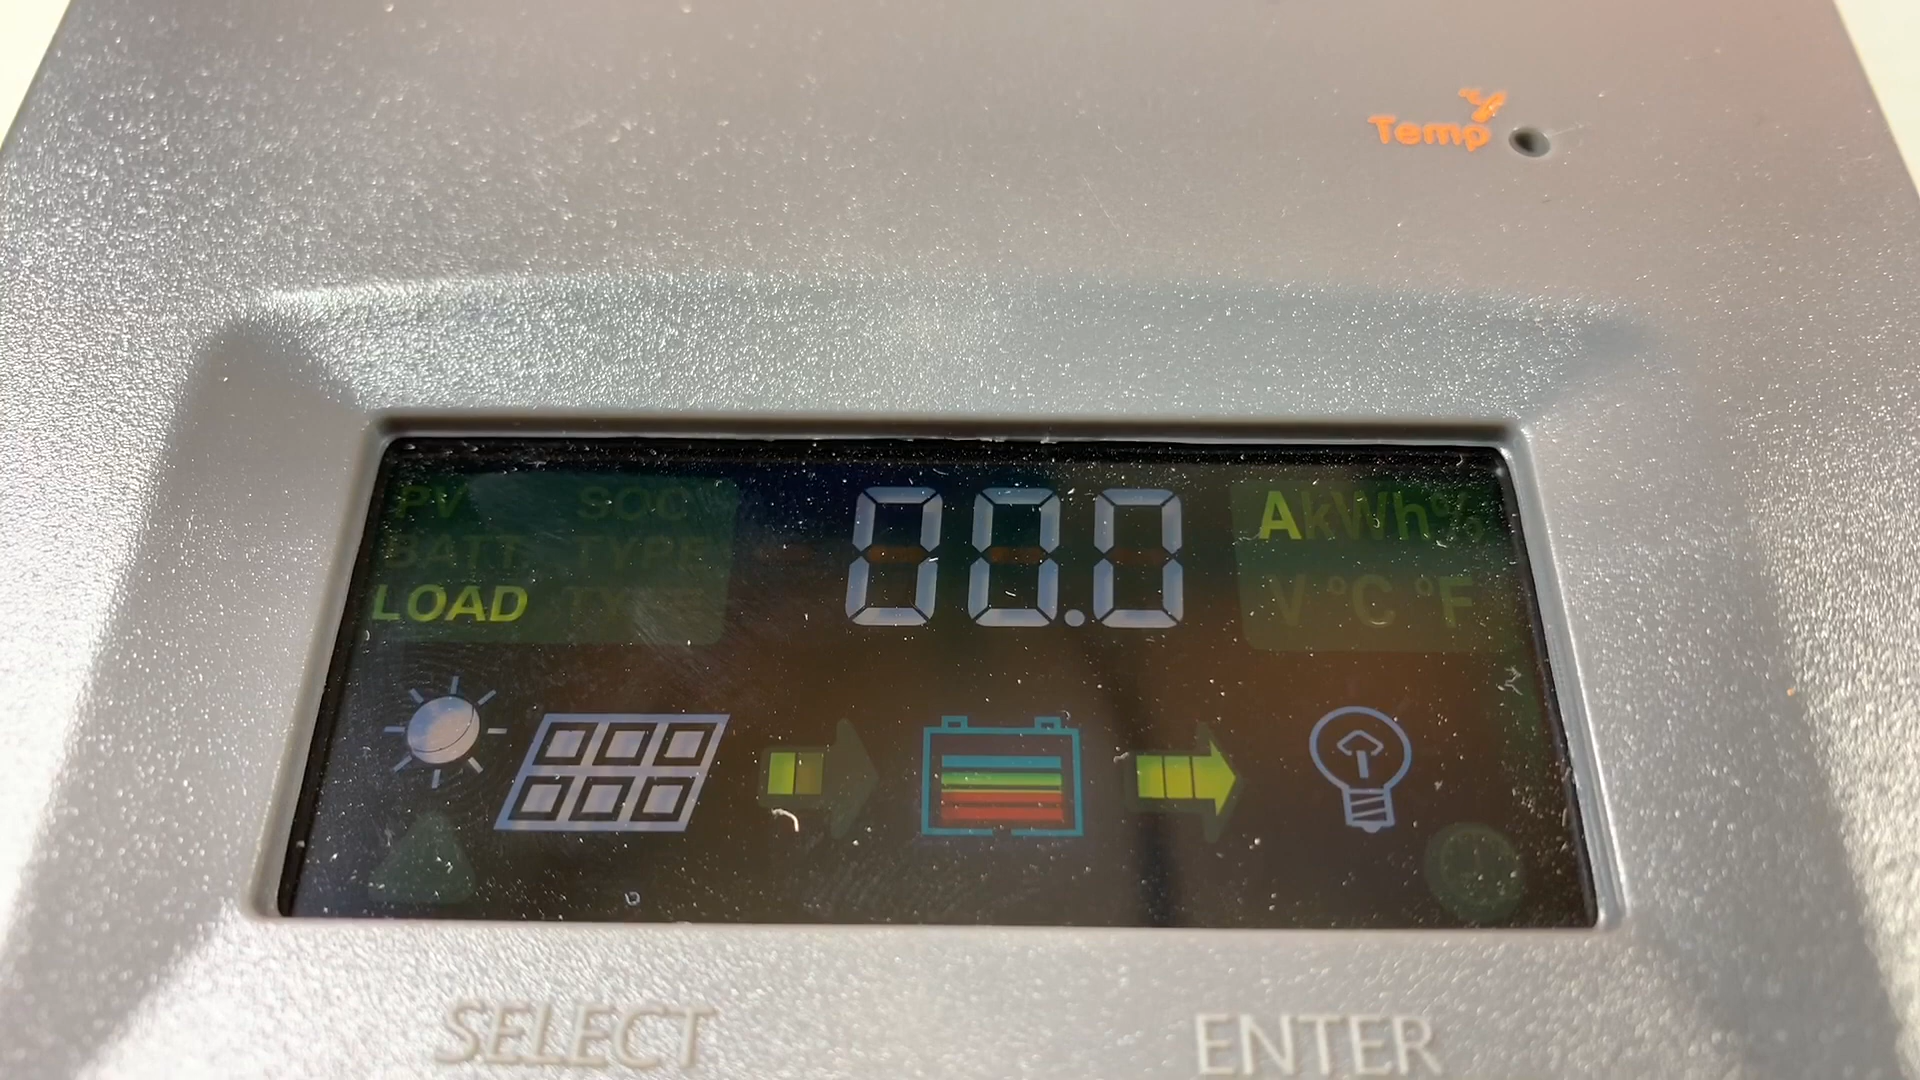 Temp
PV SOC 00.0 AkWh%
BATT. TYPE V °C °F
LOAD TYPE
SELECT ENTER